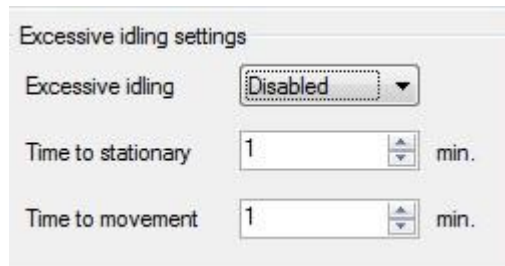 Excessive idling settings
Excessive idling Disabled
Time to stationary 1 min.
Time to movement 1 min.